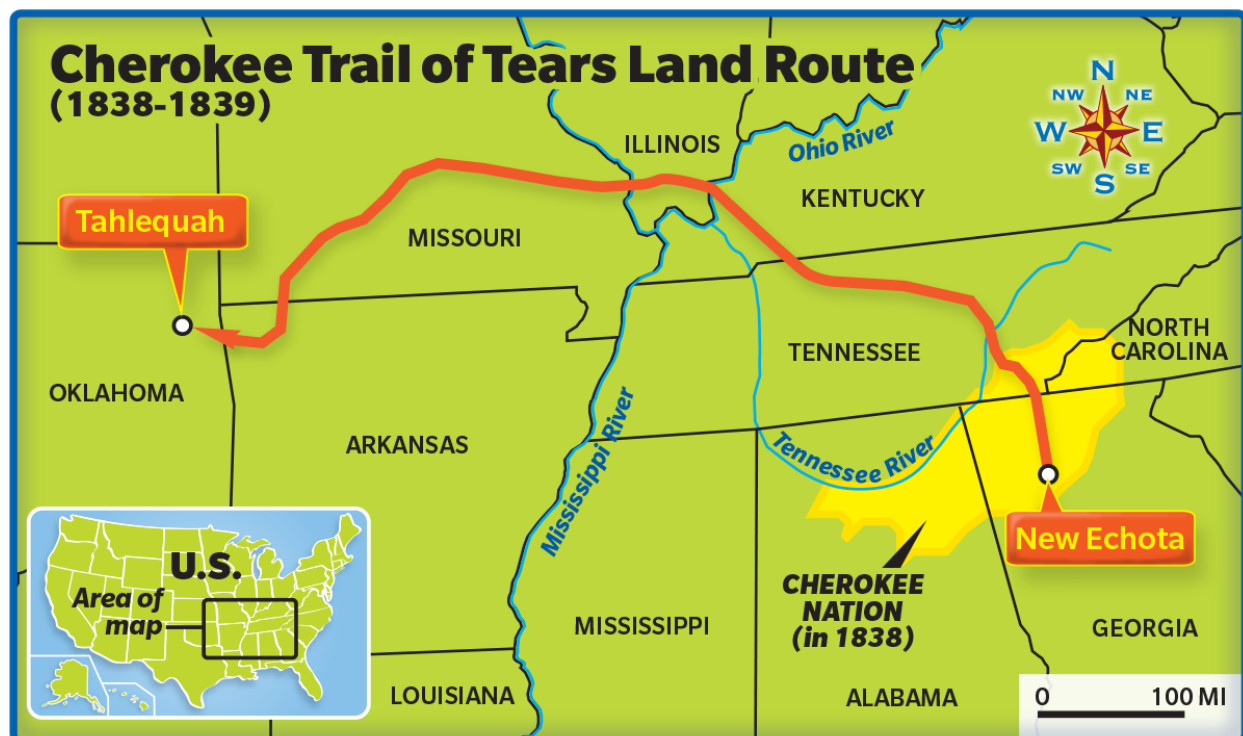 Cherokee Trail of Tears Land Route
(1838-1839)
N
NW
NE
W
E
SW
SE
S
ILLINOIS
Ohio River
KENTUCKY
Tahlequah
MISSOURI
NORTH
CAROLINA
TENNESSEE
OKLAHOMA
ARKANSAS
Mississippi River
Tennessee River
New Echota
U.S.
Area of
map
CHEROKEE
NATION
(in 1838)
MISSISSIPPI
GEORGIA
LOUISIANA
ALABAMA
0 100 MI